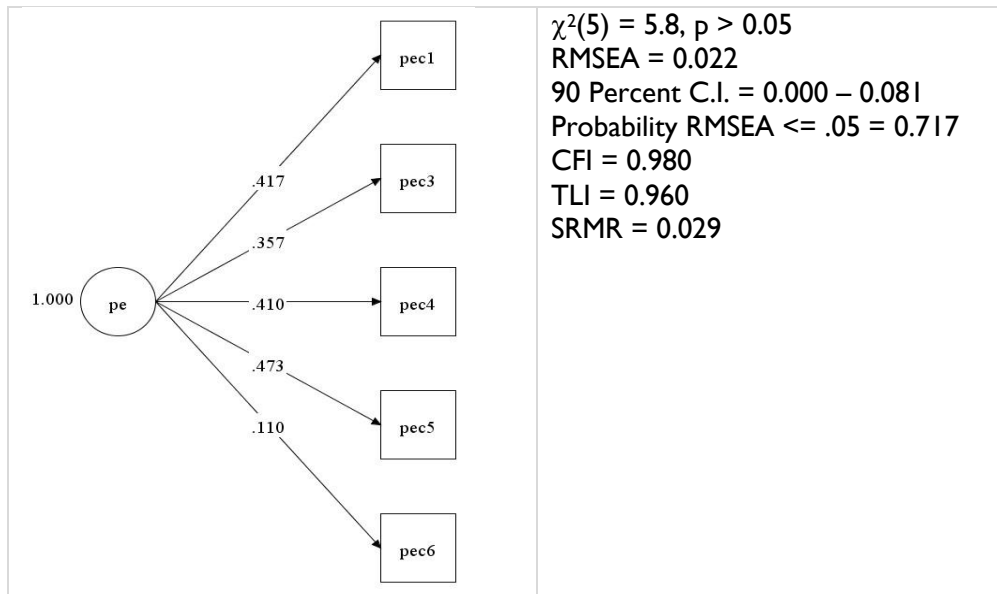 pec1
.417
pec3
.357
1.000
pe
.410
pec4
.473
pec5
.110
pec6
χ²(5) = 5.8, p > 0.05
RMSEA = 0.022
90 Percent C.I. = 0.000 – 0.081
Probability RMSEA <= .05 = 0.717
CFI = 0.980
TLI = 0.960
SRMR = 0.029